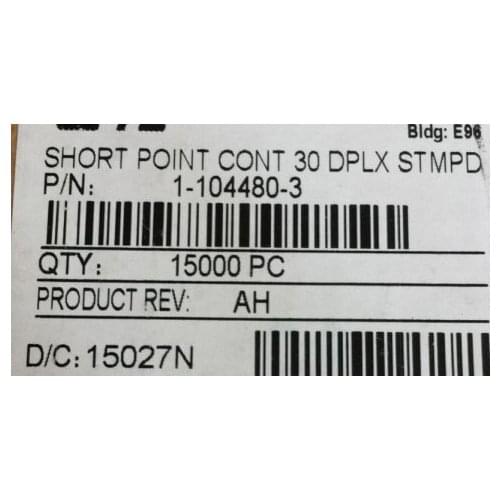 Bldg: E96
SHORT POINT CONT 30 DPLX STMPD
P/N: 1-104480-3
QTY: 15000 PC
PRODUCT REV: AH
D/C: 15027N